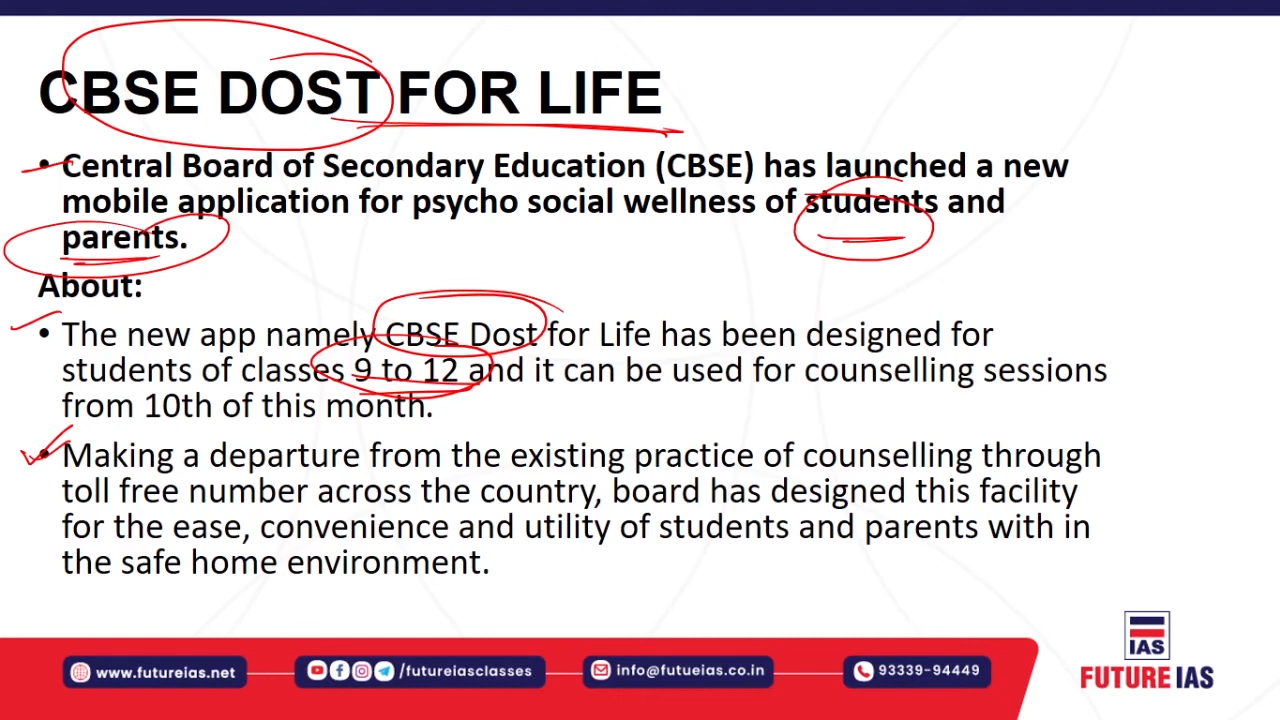 CBSE DOST FOR LIFE
• Central Board of Secondary Education (CBSE) has launched a new
mobile application for psycho social wellness of students and
parents.
About:
• The new app namely CBSE Dost for Life has been designed for
students of classes 9 to 12 and it can be used for counselling sessions
from 10th of this month.
• Making a departure from the existing practice of counselling through
toll free number across the country, board has designed this facility
for the ease, convenience and utility of students and parents with in
the safe home environment.
IAS
FUTURE IAS
www.futureias.net
/futureiasclasses
info@futueias.co.in
93339-94449